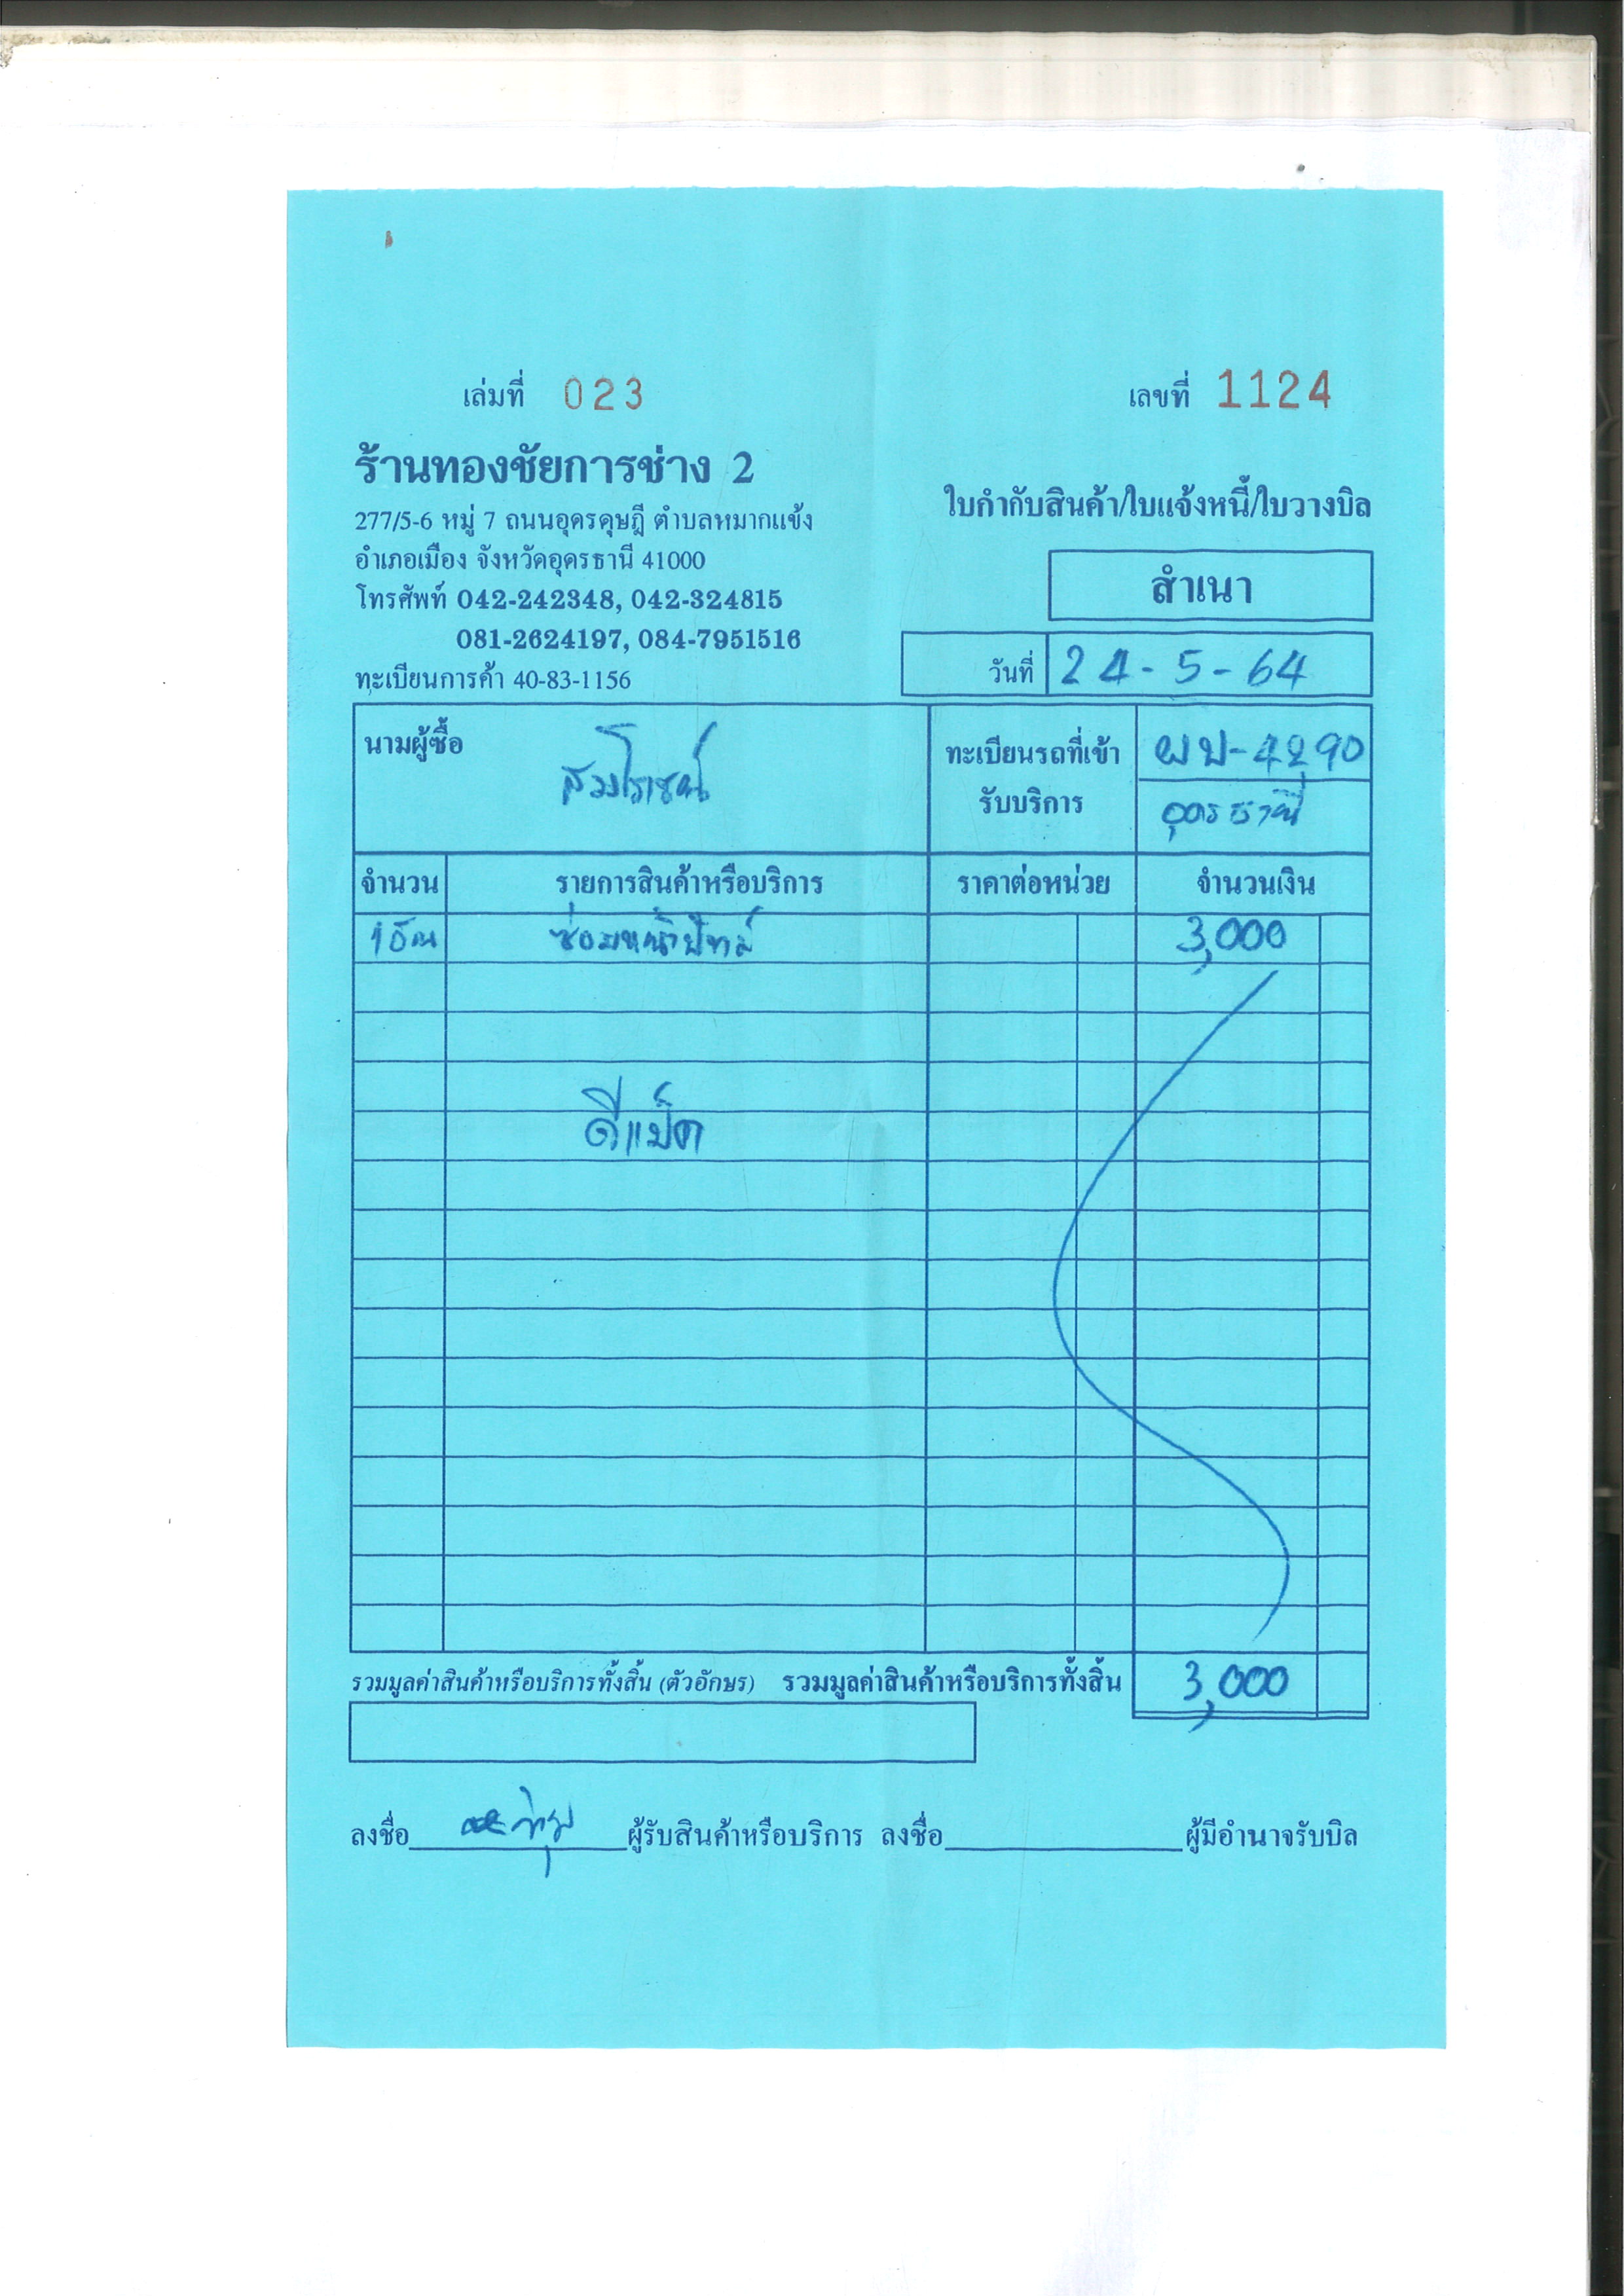 เล่มที่ 023
เลขที่ 1124
ร้านทองชัยการช่าง 2
277/5-6 หมู่ 7 ถนนอุดรดุษฎี ตำบลหมากแข้ง
อำเภอเมือง จังหวัดอุดรธานี 41000
โทรศัพท์ 042-242348, 042-324815
081-2624197, 084-7951516
ทะเบียนการค้า 40-83-1156
ใบกำกับสินค้า/ใบแจ้งหนี้/ใบวางบิล
สำเนา
วันที่ 24-5-64
นามผู้ซื้อ
ทะเบียนรถที่เข้า
รับบริการ
ผบ-4290
อุดรธานี
จำนวน รายการสินค้าหรือบริการ ราคาต่อหน่วย จำนวนเงิน
1 ซ่อมหน้าปัทม์ 3,000
ดีแม็ค
รวมมูลค่าสินค้าหรือบริการทั้งสิ้น (ตัวอักษร) รวมมูลค่าสินค้าหรือบริการทั้งสิ้น 3,000
ลงชื่อ ผู้รับสินค้าหรือบริการ ลงชื่อ ผู้มีอำนาจรับบิล